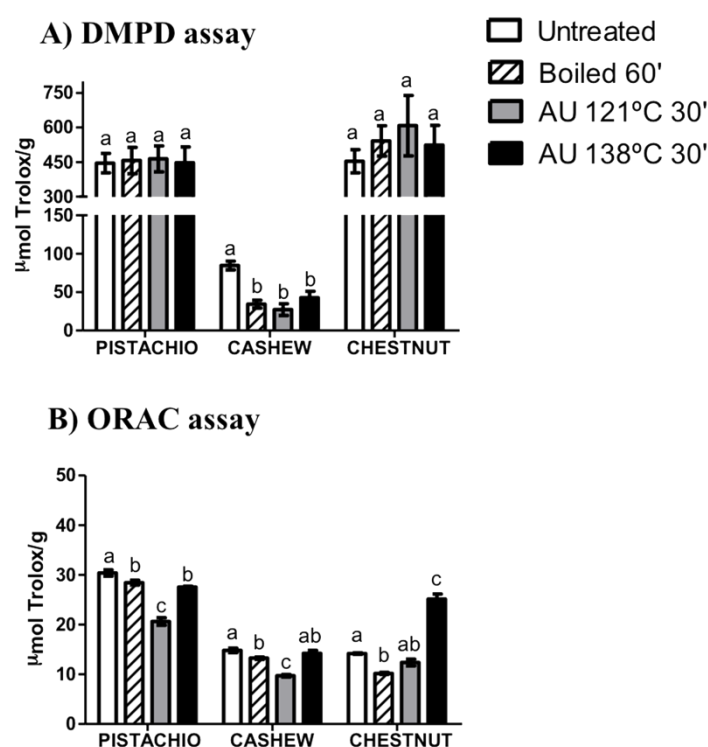 A) DMPD assay
Untreated
Boiled 60'
AU 121ºC 30'
AU 138ºC 30'
μmol Trolox/g
750
600
450
300
150
100
50
0
a a a a
a b b b
a a a a
PISTACHIO CASHEW CHESTNUT
B) ORAC assay
μmol Trolox/g
50
40
30
20
10
0
a b c b
a b c ab
a b ab c
PISTACHIO CASHEW CHESTNUT